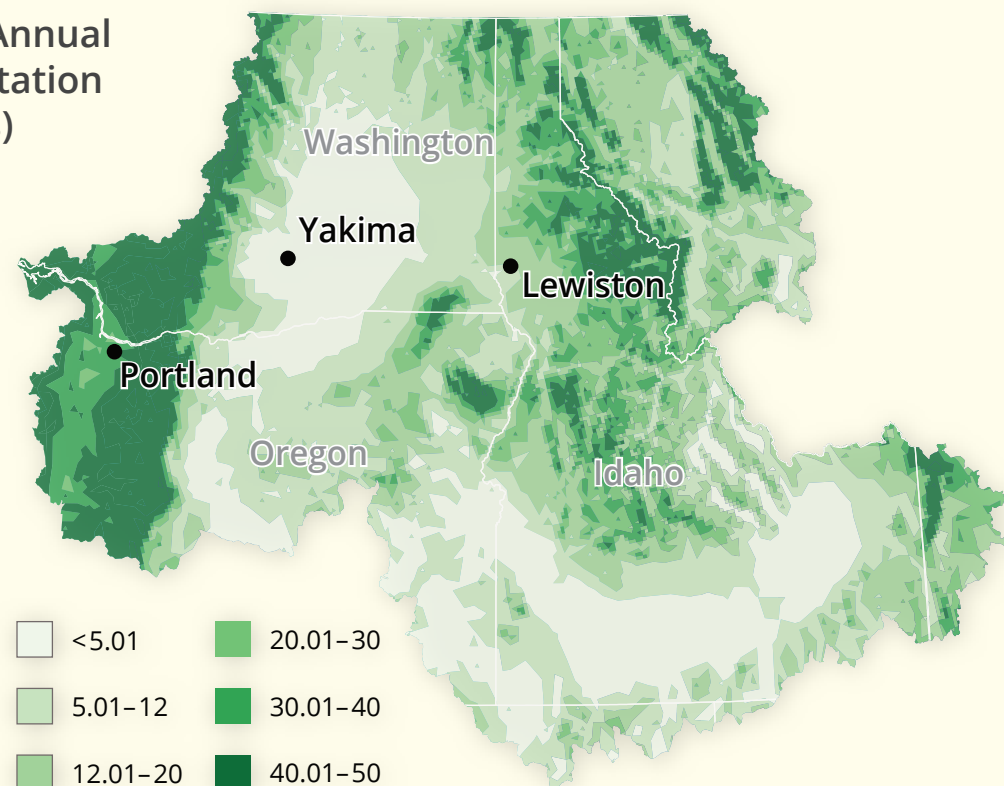 Annual
)
Washington
Yakima
Lewiston
Portland
Oregon
Idaho
<5.01
5.01–12
12.01–20
20.01–30
30.01–40
40.01–50